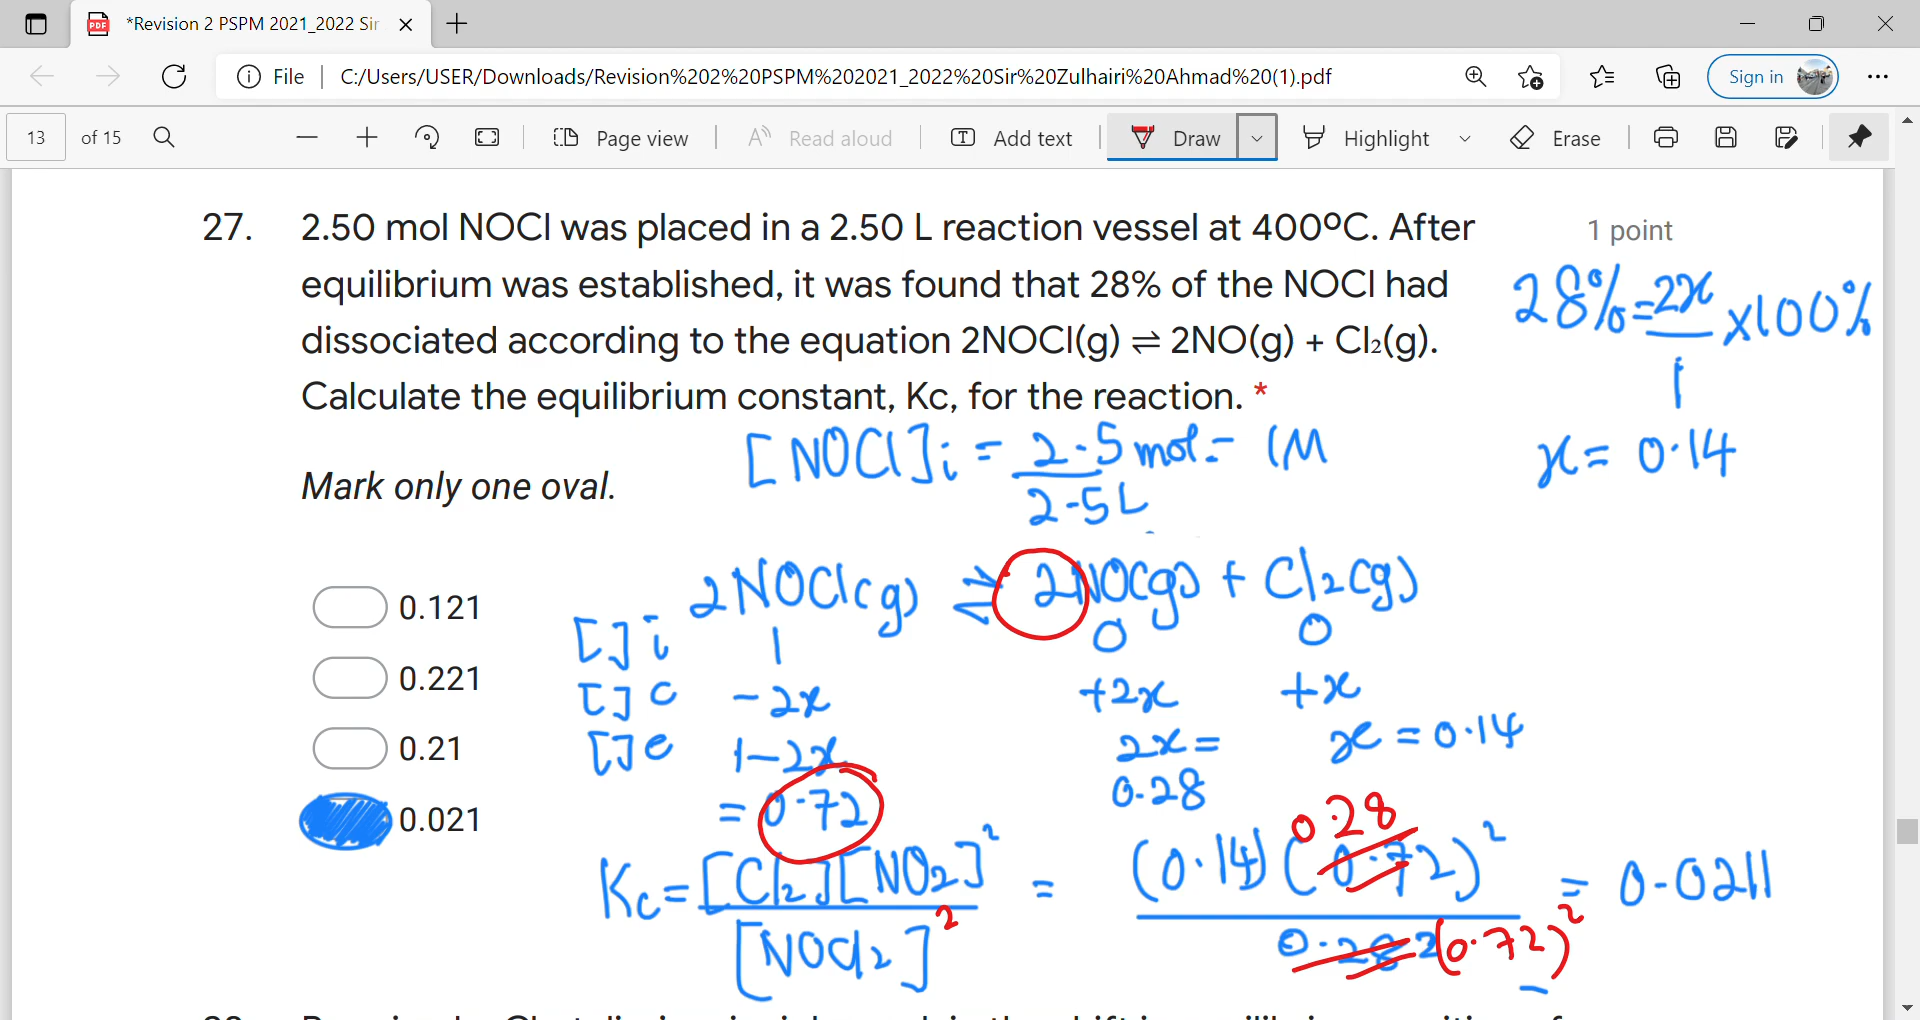 *Revision 2 PSPM 2021_2022 Sir
File C:/Users/USER/Downloads/Revision%202%20PSPM%202021_2022%20Sir%20Zulhairi%20Ahmad%20(1).pdf Sign in
13 of 15 Page view Read aloud Add text Draw Highlight Erase
27. 2.50 mol NOCl was placed in a 2.50 L reaction vessel at 400ºC. After 1 point
equilibrium was established, it was found that 28% of the NOCl had
dissociated according to the equation 2NOCl(g) ⇌ 2NO(g) + Cl₂(g).
Calculate the equilibrium constant, Kc, for the reaction. *
28% = 2x/1 x100%
x = 0.14
[NOCl]i = 2.5 mol/2.5L = 1M
Mark only one oval.
0.121
0.221
0.21
0.021
2NOCl(g) ⇌ 2NO(g) + Cl2(g)
[]i 1 0 0
[]c -2x +2x +x
[]e 1-2x 2x = 0.28 x = 0.14
= 0.72
Kc = [Cl2][NO2]²/[NOCl2]² = (0.14)(0.72)²/0.28² = 0.0211
0.28
(0.72)²